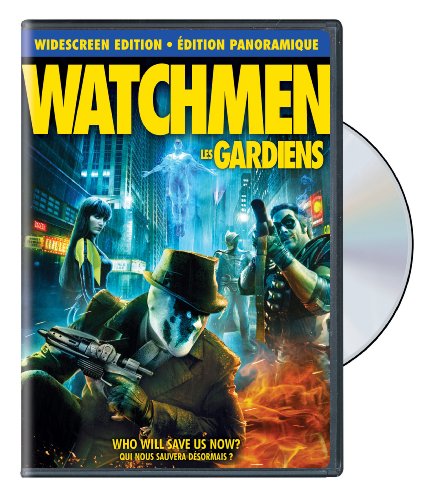 WIDESCREEN EDITION • ÉDITION PANORAMIQUE
WATCHMEN
LES GARDIENS
WHO WILL SAVE US NOW?
QUI NOUS SAUVERA DÉSORMAIS ?